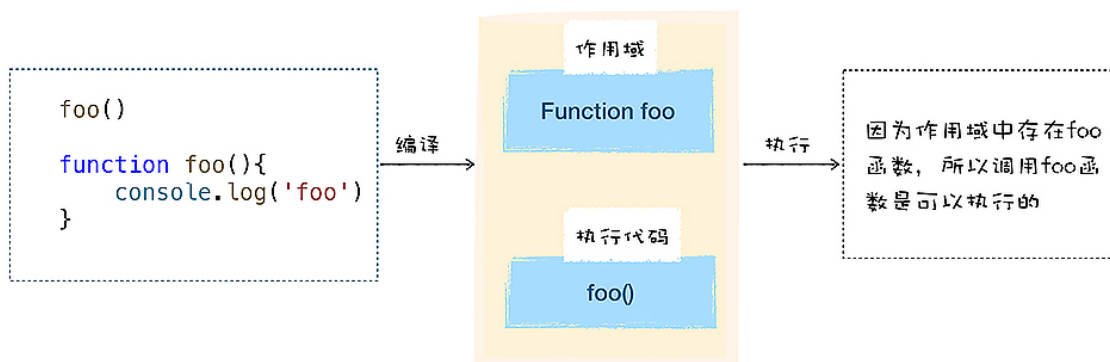 foo()
function foo(){
    console.log('foo')
}
编译
作用域
Function foo
执行代码
foo()
执行
因为作用域中存在foo
函数，所以调用foo函
数是可以执行的